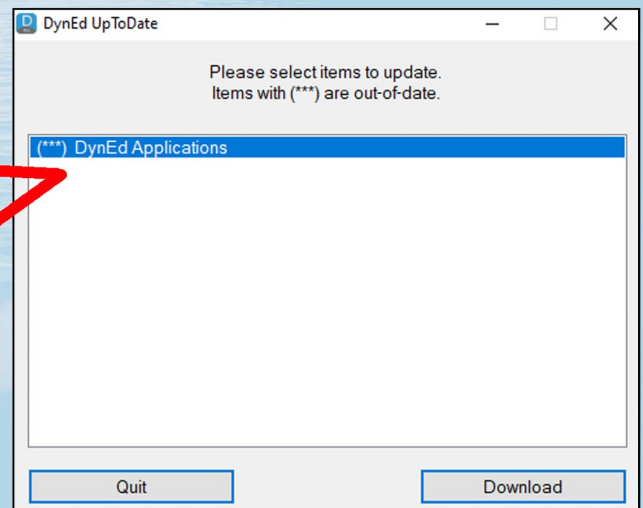 DynEd UpToDate
Please select items to update.
Items with (***) are out-of-date.
(***) DynEd Applications
Quit
Download